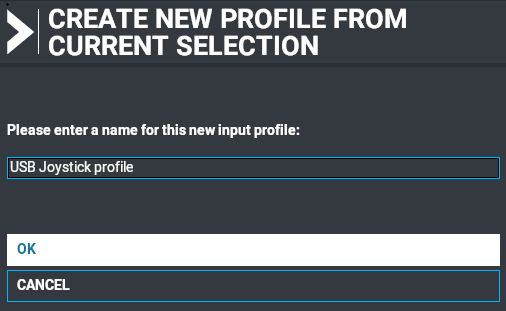 CREATE NEW PROFILE FROM
CURRENT SELECTION
Please enter a name for this new input profile:
USB Joystick profile
OK
CANCEL